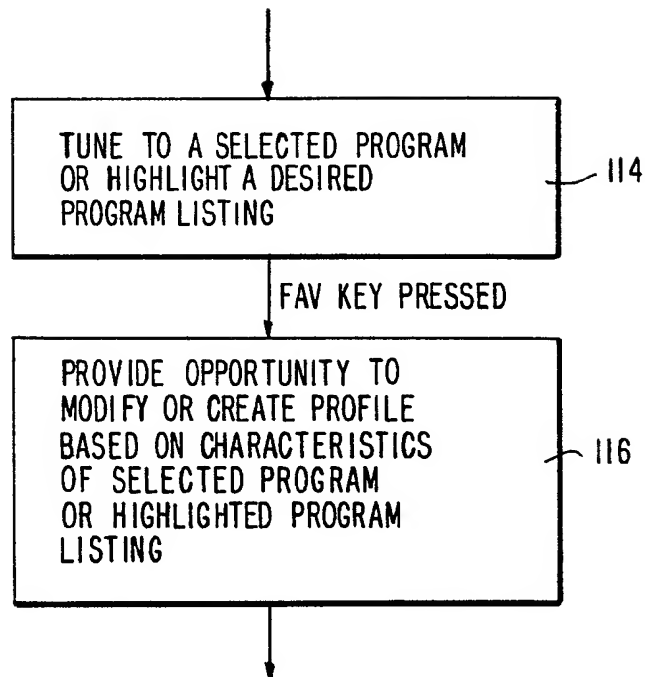 TUNE TO A SELECTED PROGRAM
OR HIGHLIGHT A DESIRED
PROGRAM LISTING
114
FAV KEY PRESSED
PROVIDE OPPORTUNITY TO
MODIFY OR CREATE PROFILE
BASED ON CHARACTERISTICS
OF SELECTED PROGRAM
OR HIGHLIGHTED PROGRAM
LISTING
116